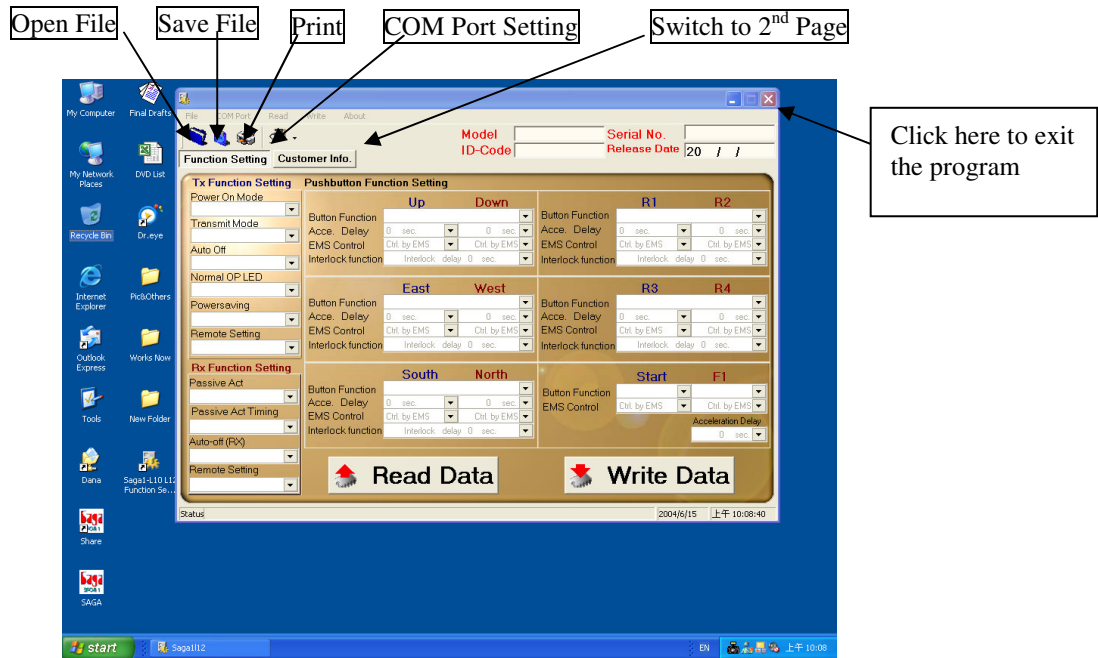 Open File Save File Print COM Port Setting Switch to 2nd Page
Click here to exit
the program
My Computer Final Drafts
My Network
Places
DVD List
Recycle Bin Dr.eye
Internet
Explorer
Pic&Others
Outlook
Express
Works Now
Tools New Folder
Dana Saga1-L10 L12
Function Se...
Share
SAGA
File COM Port Read Write About
Model Serial No.
ID-Code Release Date 20 / /
Function Setting Customer Info.
Tx Function Setting
Power On Mode
Transmit Mode
Auto Off
Normal OP LED
Powersaving
Remote Setting
Rx Function Setting
Passive Act
Passive Act Timing
Auto-off (RX)
Remote Setting
Pushbutton Function Setting
Up Down
Button Function
Acce. Delay 0 sec. 0 sec.
EMS Control Ctrl. by EMS Ctrl. by EMS
Interlock function Interlock delay 0 sec.
R1 R2
Button Function
Acce. Delay 0 sec. 0 sec.
EMS Control Ctrl. by EMS Ctrl. by EMS
Interlock function Interlock delay 0 sec.
East West
Button Function
Acce. Delay 0 sec. 0 sec.
EMS Control Ctrl. by EMS Ctrl. by EMS
Interlock function Interlock delay 0 sec.
R3 R4
Button Function
Acce. Delay 0 sec. 0 sec.
EMS Control Ctrl. by EMS Ctrl. by EMS
Interlock function Interlock delay 0 sec.
South North
Button Function
Acce. Delay 0 sec. 0 sec.
EMS Control Ctrl. by EMS Ctrl. by EMS
Interlock function Interlock delay 0 sec.
Start F1
Button Function
EMS Control Ctrl. by EMS Ctrl. by EMS
Acceleration Delay
0 sec.
Read Data Write Data
Status 2004/6/15 上午 10:08:40
start Saga1l12 EN 上午 10:08